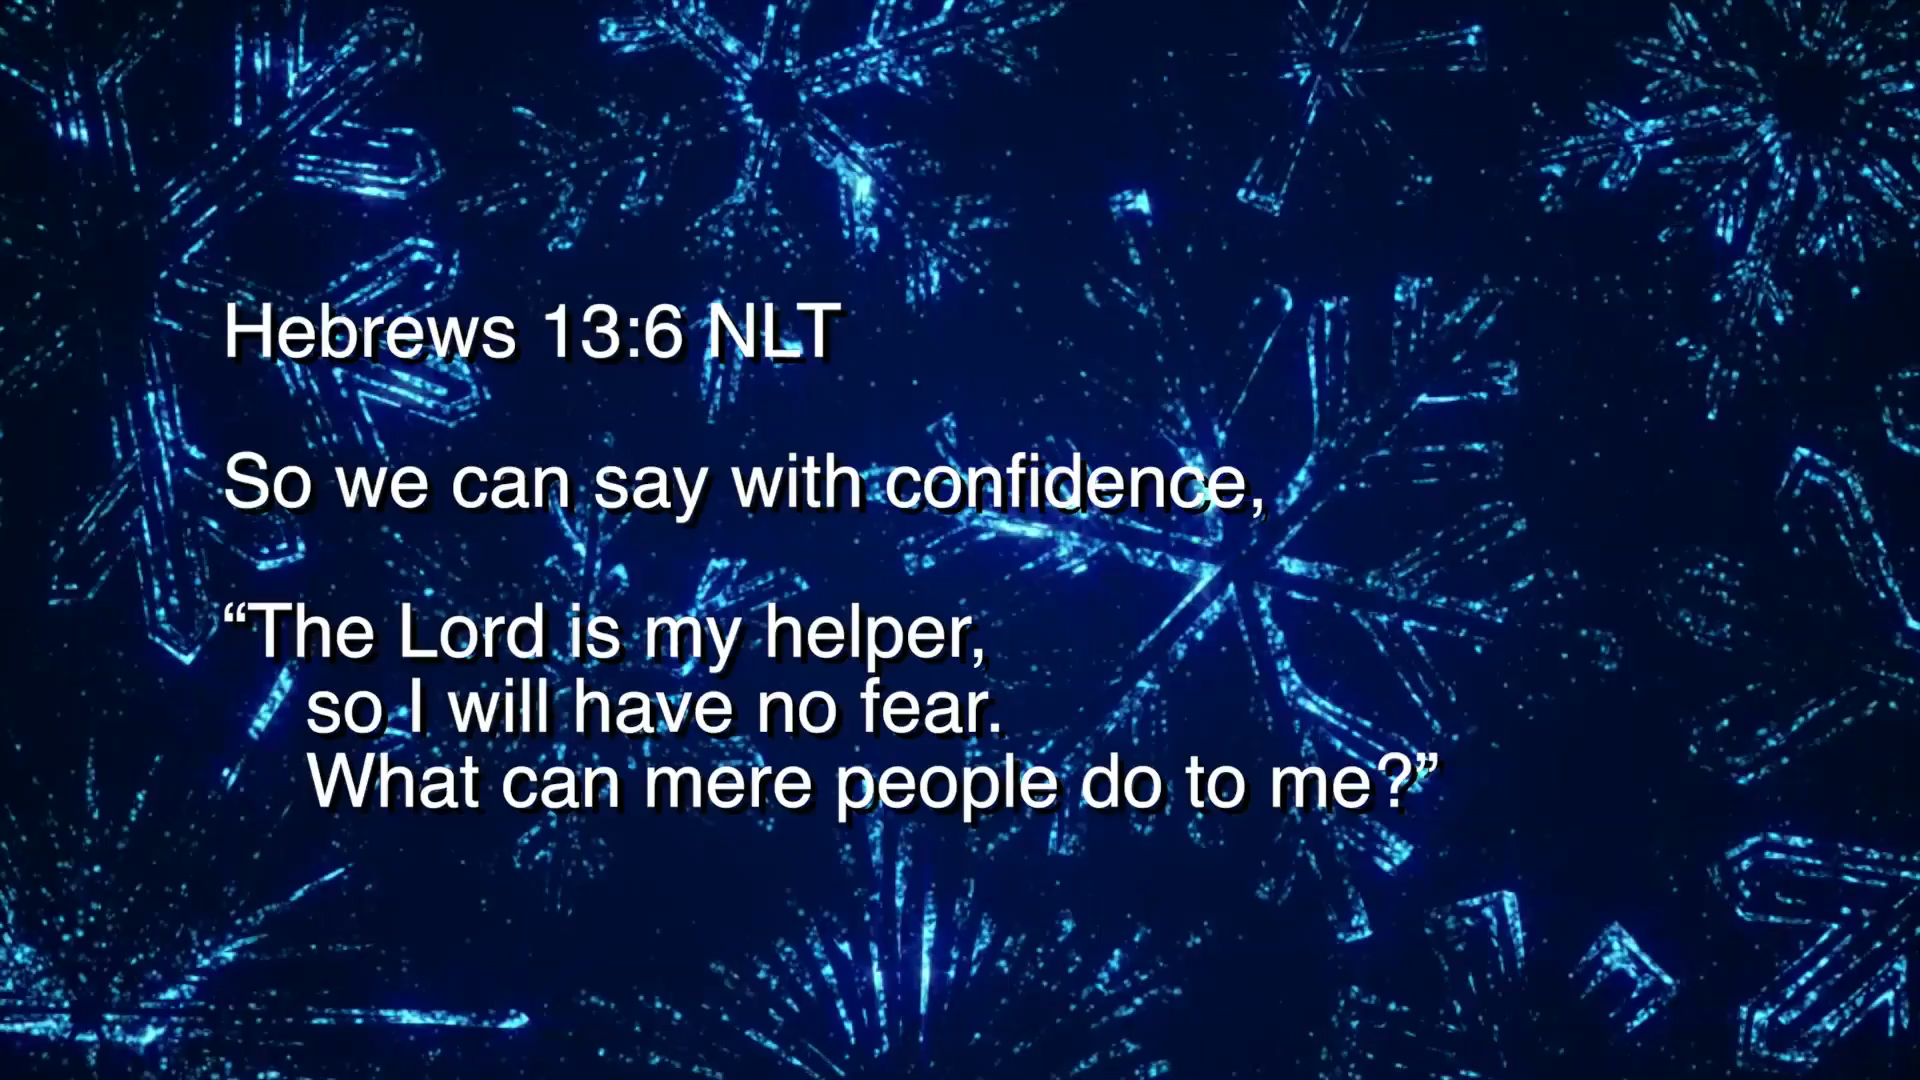 Hebrews 13:6 NLT
So we can say with confidence,
“The Lord is my helper,
so I will have no fear.
What can mere people do to me?”